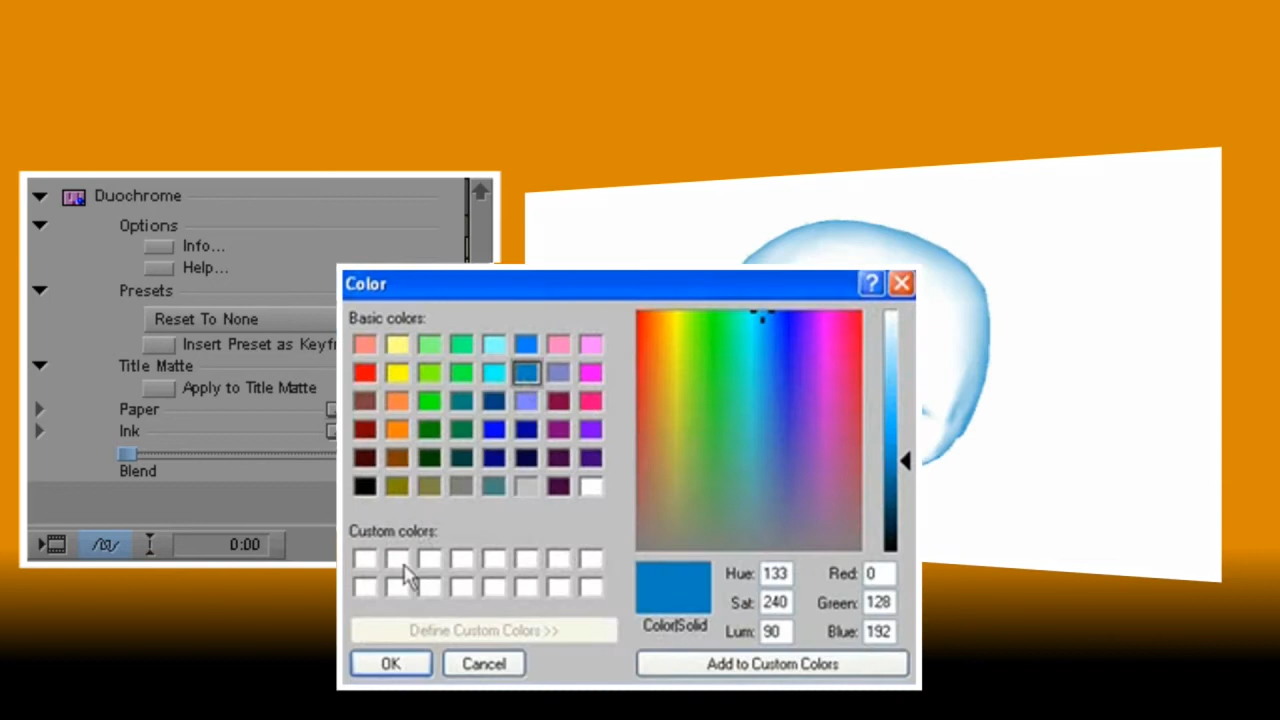 Duochrome
Options
Info...
Help...
Presets
Reset To None
Insert Preset as Keyfr
Title Matte
Apply to Title Matte
Paper
Ink
Blend
0:00
Color
?
Basic colors:
Custom colors:
Define Custom Colors >>
OK
Cancel
Color|Solid
Hue: 133
Sat: 240
Lum: 90
Red: 0
Green: 128
Blue: 192
Add to Custom Colors